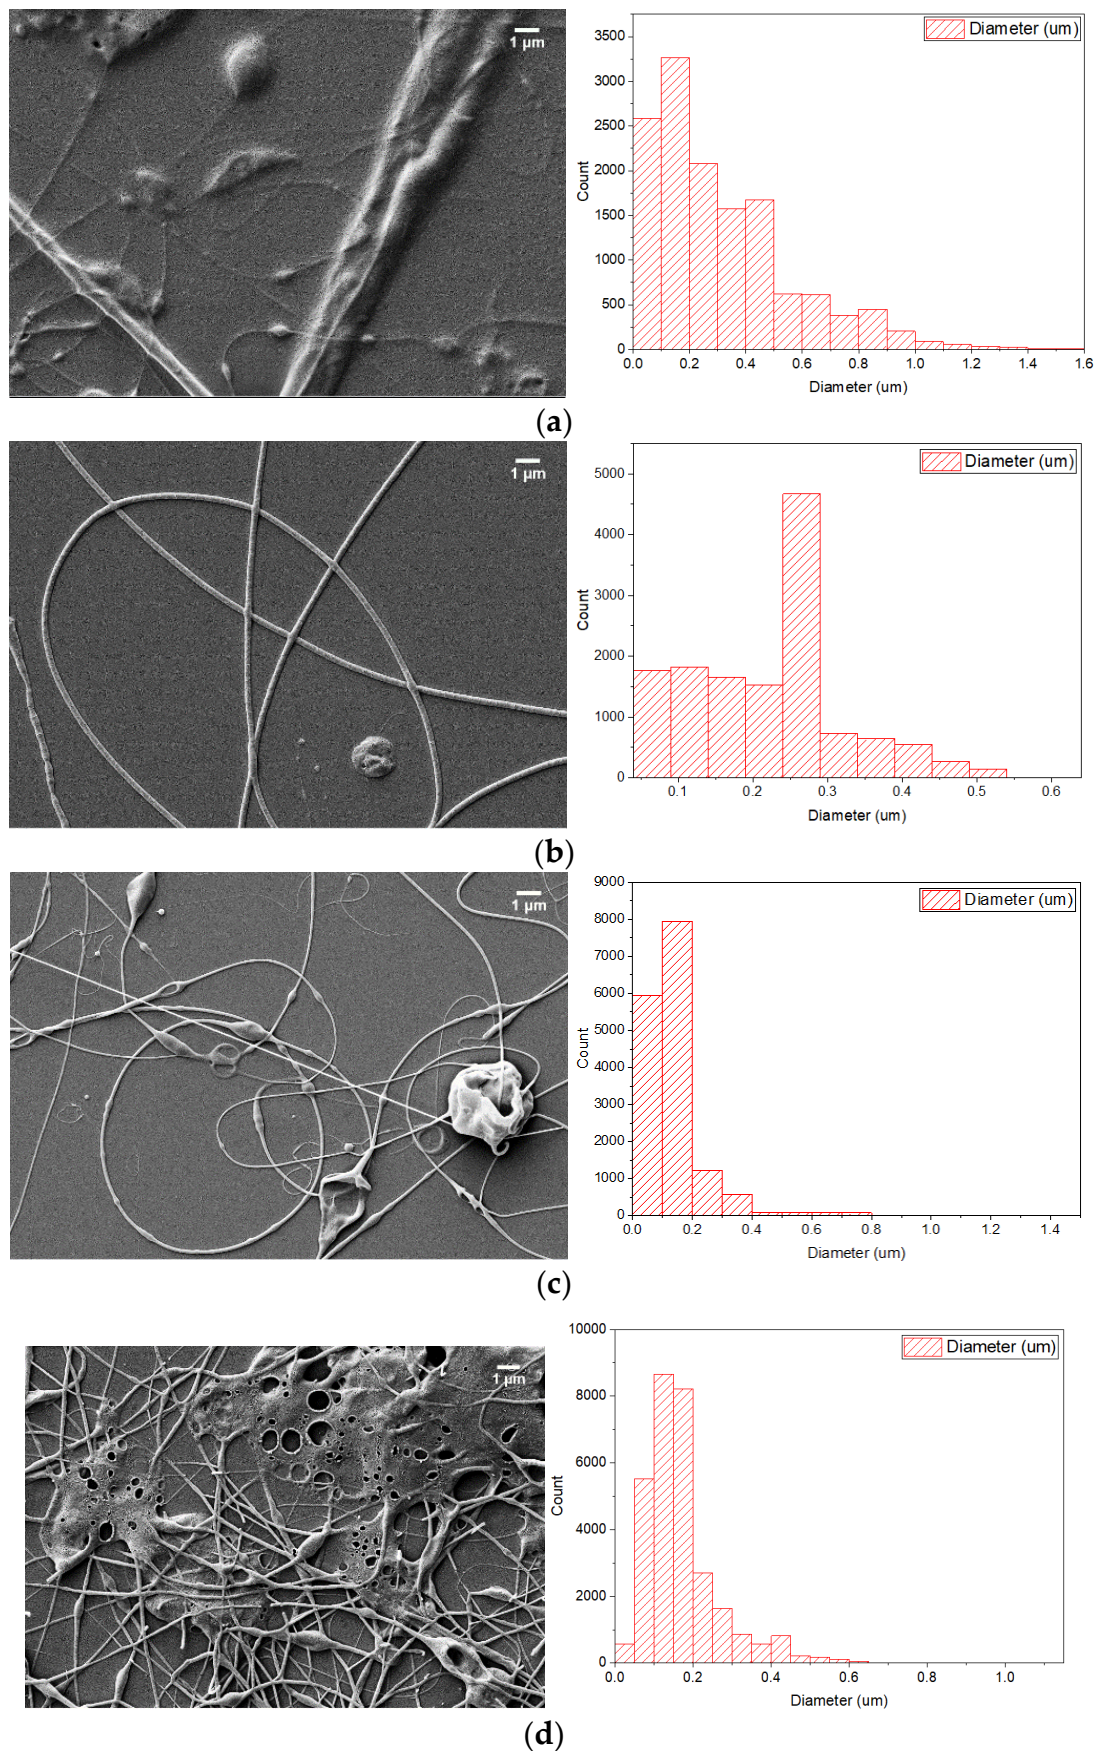 1 µm
Diameter (um)
3500
3000
2500
2000
1500
1000
500
0
Count
0.0 0.2 0.4 0.6 0.8 1.0 1.2 1.4 1.6
Diameter (um)
(a)
1 µm
Diameter (um)
5000
4000
3000
2000
1000
0
Count
0.1 0.2 0.3 0.4 0.5 0.6
Diameter (um)
(b)
1 µm
Diameter (um)
9000
8000
7000
6000
5000
4000
3000
2000
1000
0
Count
0.0 0.2 0.4 0.6 0.8 1.0 1.2 1.4
Diameter (um)
(c)
1 µm
Diameter (um)
10000
8000
6000
4000
2000
0
Count
0.0 0.2 0.4 0.6 0.8 1.0
Diameter (um)
(d)